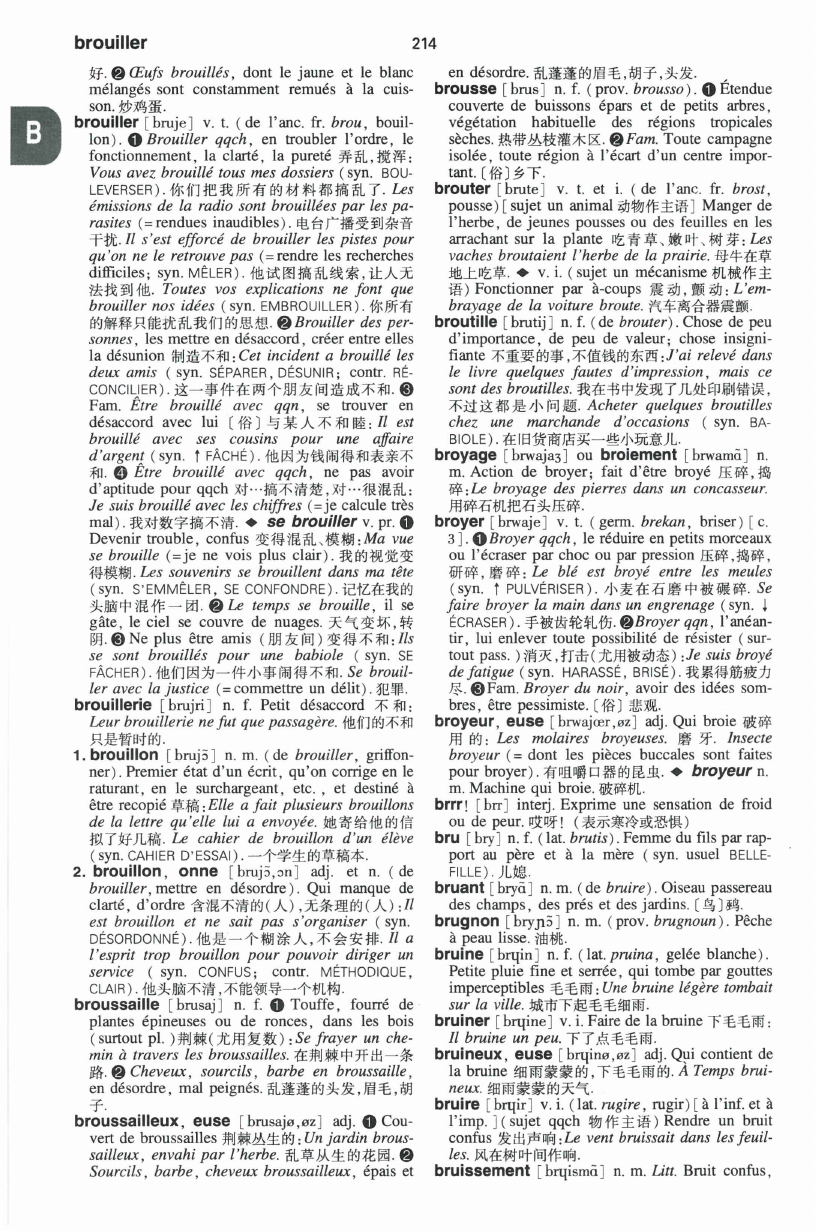 brouiller
214
好. ❷ Œufs brouillés, dont le jaune et le blanc
mélangés sont constamment remués à la cuis-
son. 炒鸡蛋.
B
brouiller [bruje] v. t. (de l'anc. fr. brou, bouil-
lon). ❶ Brouiller qqch, en troubler l'ordre, le
fonctionnement, la clarté, la pureté 弄乱,搅浑:
Vous avez brouillé tous mes dossiers (syn. BOU-
LEVERSER). 你们把我所有的材料都搞乱了. Les
émissions de la radio sont brouillées par les pa-
rasites (= rendues inaudibles). 电台广播受到杂音
干扰. Il s'est efforcé de brouiller les pistes pour
qu'on ne le retrouve pas (= rendre les recherches
difficiles; syn. MÊLER). 他试图搞乱线索,让人无
法找到他. Toutes vos explications ne font que
brouiller nos idées (syn. EMBROUILLER). 你所有
的解释只能扰乱我们的思想. ❷ Brouiller des per-
sonnes, les mettre en désaccord, créer entre elles
la désunion 制造不和: Cet incident a brouillé les
deux amis ( syn. SÉPARER, DÉSUNIR; contr. RÉ-
CONCILIER). 这一事件在两个朋友间造成不和. ❸
Fam. Être brouillé avec qqn, se trouver en
désaccord avec lui 〔俗〕与某人不和睦: Il est
brouillé avec ses cousins pour une affaire
d'argent (syn. ↑ FÂCHÉ). 他因为钱闹得和表亲不
和. ❹ Être brouillé avec qqch, ne pas avoir
d'aptitude pour qqch 对…搞不清楚,对…很混乱:
Je suis brouillé avec les chiffres (= je calcule très
mal). 我对数字搞不清. ◆ se brouiller v. pr. ❶
Devenir trouble, confus 变得混乱、模糊: Ma vue
se brouille (= je ne vois plus clair). 我的视觉变
得模糊. Les souvenirs se brouillent dans ma tête
(syn. S'EMMÊLER, SE CONFONDRE). 记忆在我的
头脑中混作一团. ❷ Le temps se brouille, il se
gâte, le ciel se couvre de nuages. 天气变坏,转
阴. ❸ Ne plus être amis (朋友间)变得不和: Ils
se sont brouillés pour une babiole ( syn. SE
FÂCHER). 他们因为一件小事闹得不和. Se brouil-
ler avec la justice (= commettre un délit). 犯罪.
brouillerie [brujri] n. f. Petit désaccord 不和:
Leur brouillerie ne fut que passagère. 他们的不和
只是暂时的.
1. brouillon [brujɔ̃] n. m. (de brouiller, griffon-
ner). Premier état d'un écrit, qu'on corrige en le
raturant, en le surchargeant, etc. , et destiné à
être recopié 草稿: Elle a fait plusieurs brouillons
de la lettre qu'elle lui a envoyée. 她寄给他的信
拟了好几稿. Le cahier de brouillon d'un élève
(syn. CAHIER D'ESSAI). 一个学生的草稿本.
2. brouillon, onne [brujɔ̃,ɔn] adj. et n. (de
brouiller, mettre en désordre). Qui manque de
clarté, d'ordre 含混不清的(人),无条理的(人): Il
est brouillon et ne sait pas s'organiser ( syn.
DÉSORDONNÉ). 他是一个糊涂人,不会安排. Il a
l'esprit trop brouillon pour pouvoir diriger un
service ( syn. CONFUS; contr. MÉTHODIQUE,
CLAIR). 他头脑不清,不能领导一个机构.
broussaille [brusaj] n. f. ❶ Touffe, fourré de
plantes épineuses ou de ronces, dans les bois
(surtout pl. )荆棘(尤用复数): Se frayer un che-
min à travers les broussailles. 在荆棘中开出一条
路. ❷ Cheveux, sourcils, barbe en broussaille,
en désordre, mal peignés. 乱蓬蓬的头发,眉毛,胡
子.
broussailleux, euse [brusajø,øz] adj. ❶ Cou-
vert de broussailles 荆棘丛生的: Un jardin brous-
sailleux, envahi par l'herbe. 乱草从生的花园. ❷
Sourcils, barbe, cheveux broussailleux, épais et
en désordre. 乱蓬蓬的眉毛,胡子,头发.
brousse [brus] n. f. (prov. brousso). ❶ Étendue
couverte de buissons épars et de petits arbres,
végétation habituelle des régions tropicales
sèches. 热带丛枝灌木区. ❷ Fam. Toute campagne
isolée, toute région à l'écart d'un centre impor-
tant. 〔俗〕乡下.
brouter [brute] v. t. et i. ( de l'anc. fr. brost,
pousse) [sujet un animal 动物作主语] Manger de
l'herbe, de jeunes pousses ou des feuilles en les
arrachant sur la plante 吃青草、嫩叶、树芽: Les
vaches broutaient l'herbe de la prairie. 母牛在草
地上吃草. ◆ v. i. (sujet un mécanisme 机械作主
语) Fonctionner par à-coups 震动,颤动: L'em-
brayage de la voiture broute. 汽车离合器震颤.
broutille [brutij] n. f. (de brouter). Chose de peu
d'importance, de peu de valeur; chose insigni-
fiante 不重要的事,不值钱的东西: J'ai relevé dans
le livre quelques fautes d'impression, mais ce
sont des broutilles. 我在书中发现了几处印刷错误,
不过这都是小问题. Acheter quelques broutilles
chez une marchande d'occasions ( syn. BA-
BIOLE). 在旧货商店买一些小玩意儿.
broyage [brwajaʒ] ou broiement [brwamɑ̃] n.
m. Action de broyer; fait d'être broyé 压碎,捣
碎: Le broyage des pierres dans un concasseur.
用碎石机把石头压碎.
broyer [brwaje] v. t. ( germ. brekan, briser) [c.
3]. ❶ Broyer qqch, le réduire en petits morceaux
ou l'écraser par choc ou par pression 压碎,捣碎,
研碎,磨碎: Le blé est broyé entre les meules
(syn. ↑ PULVÉRISER). 小麦在石磨中被碾碎. Se
faire broyer la main dans un engrenage (syn. ↓
ÉCRASER). 手被齿轮轧伤. ❷ Broyer qqn, l'anéan-
tir, lui enlever toute possibilité de résister (sur-
tout pass. )消灭,打击(尤用被动态): Je suis broyé
de fatigue (syn. HARASSÉ, BRISÉ). 我累得筋疲力
尽. ❸ Fam. Broyer du noir, avoir des idées som-
bres, être pessimiste. 〔俗〕悲观.
broyeur, euse [brwajœr,øz] adj. Qui broie 破碎
用的: Les molaires broyeuses. 磨牙. Insecte
broyeur (= dont les pièces buccales sont faites
pour broyer). 有咀嚼口器的昆虫. ◆ broyeur n.
m. Machine qui broie. 破碎机.
brrr! [brr] interj. Exprime une sensation de froid
ou de peur. 哎呀! (表示寒冷或恐惧)
bru [bry] n. f. (lat. brutis). Femme du fils par rap-
port au père et à la mère (syn. usuel BELLE-
FILLE). 儿媳.
bruant [bryɑ̃] n. m. (de bruire). Oiseau passereau
des champs, des prés et des jardins. 〔鸟〕鹀.
brugnon [bryɲɔ̃] n. m. (prov. brugnoun). Pêche
à peau lisse. 油桃.
bruine [brɥin] n. f. (lat. pruina, gelée blanche).
Petite pluie fine et serrée, qui tombe par gouttes
imperceptibles 毛毛雨: Une bruine légère tombait
sur la ville. 城市下起毛毛细雨.
bruiner [brɥine] v. i. Faire de la bruine 下毛毛雨:
Il bruine un peu. 下了点毛毛雨.
bruineux, euse [brɥinø,øz] adj. Qui contient de
la bruine 细雨蒙蒙的,下毛毛雨的. À Temps brui-
neux. 细雨蒙蒙的天气.
bruire [brɥir] v. i. (lat. rugire, rugir) [à l'inf. et à
l'imp. ] (sujet qqch 物作主语) Rendre un bruit
confus 发出声响: Le vent bruissait dans les feuil-
les. 风在树叶间作响.
bruissement [brɥismɑ̃] n. m. Litt. Bruit confus,